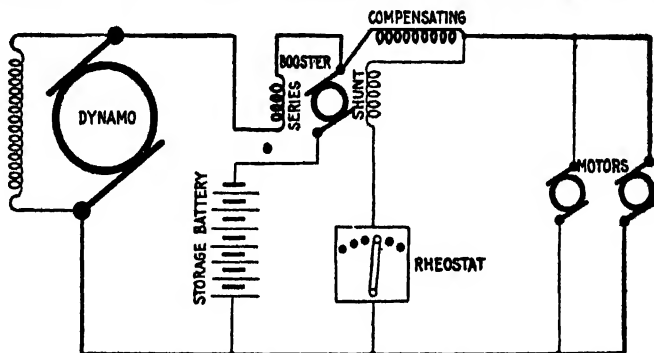 COMPENSATING
BOOSTER
SERIES
SHUNT
DYNAMO
MOTORS
STORAGE BATTERY
RHEOSTAT